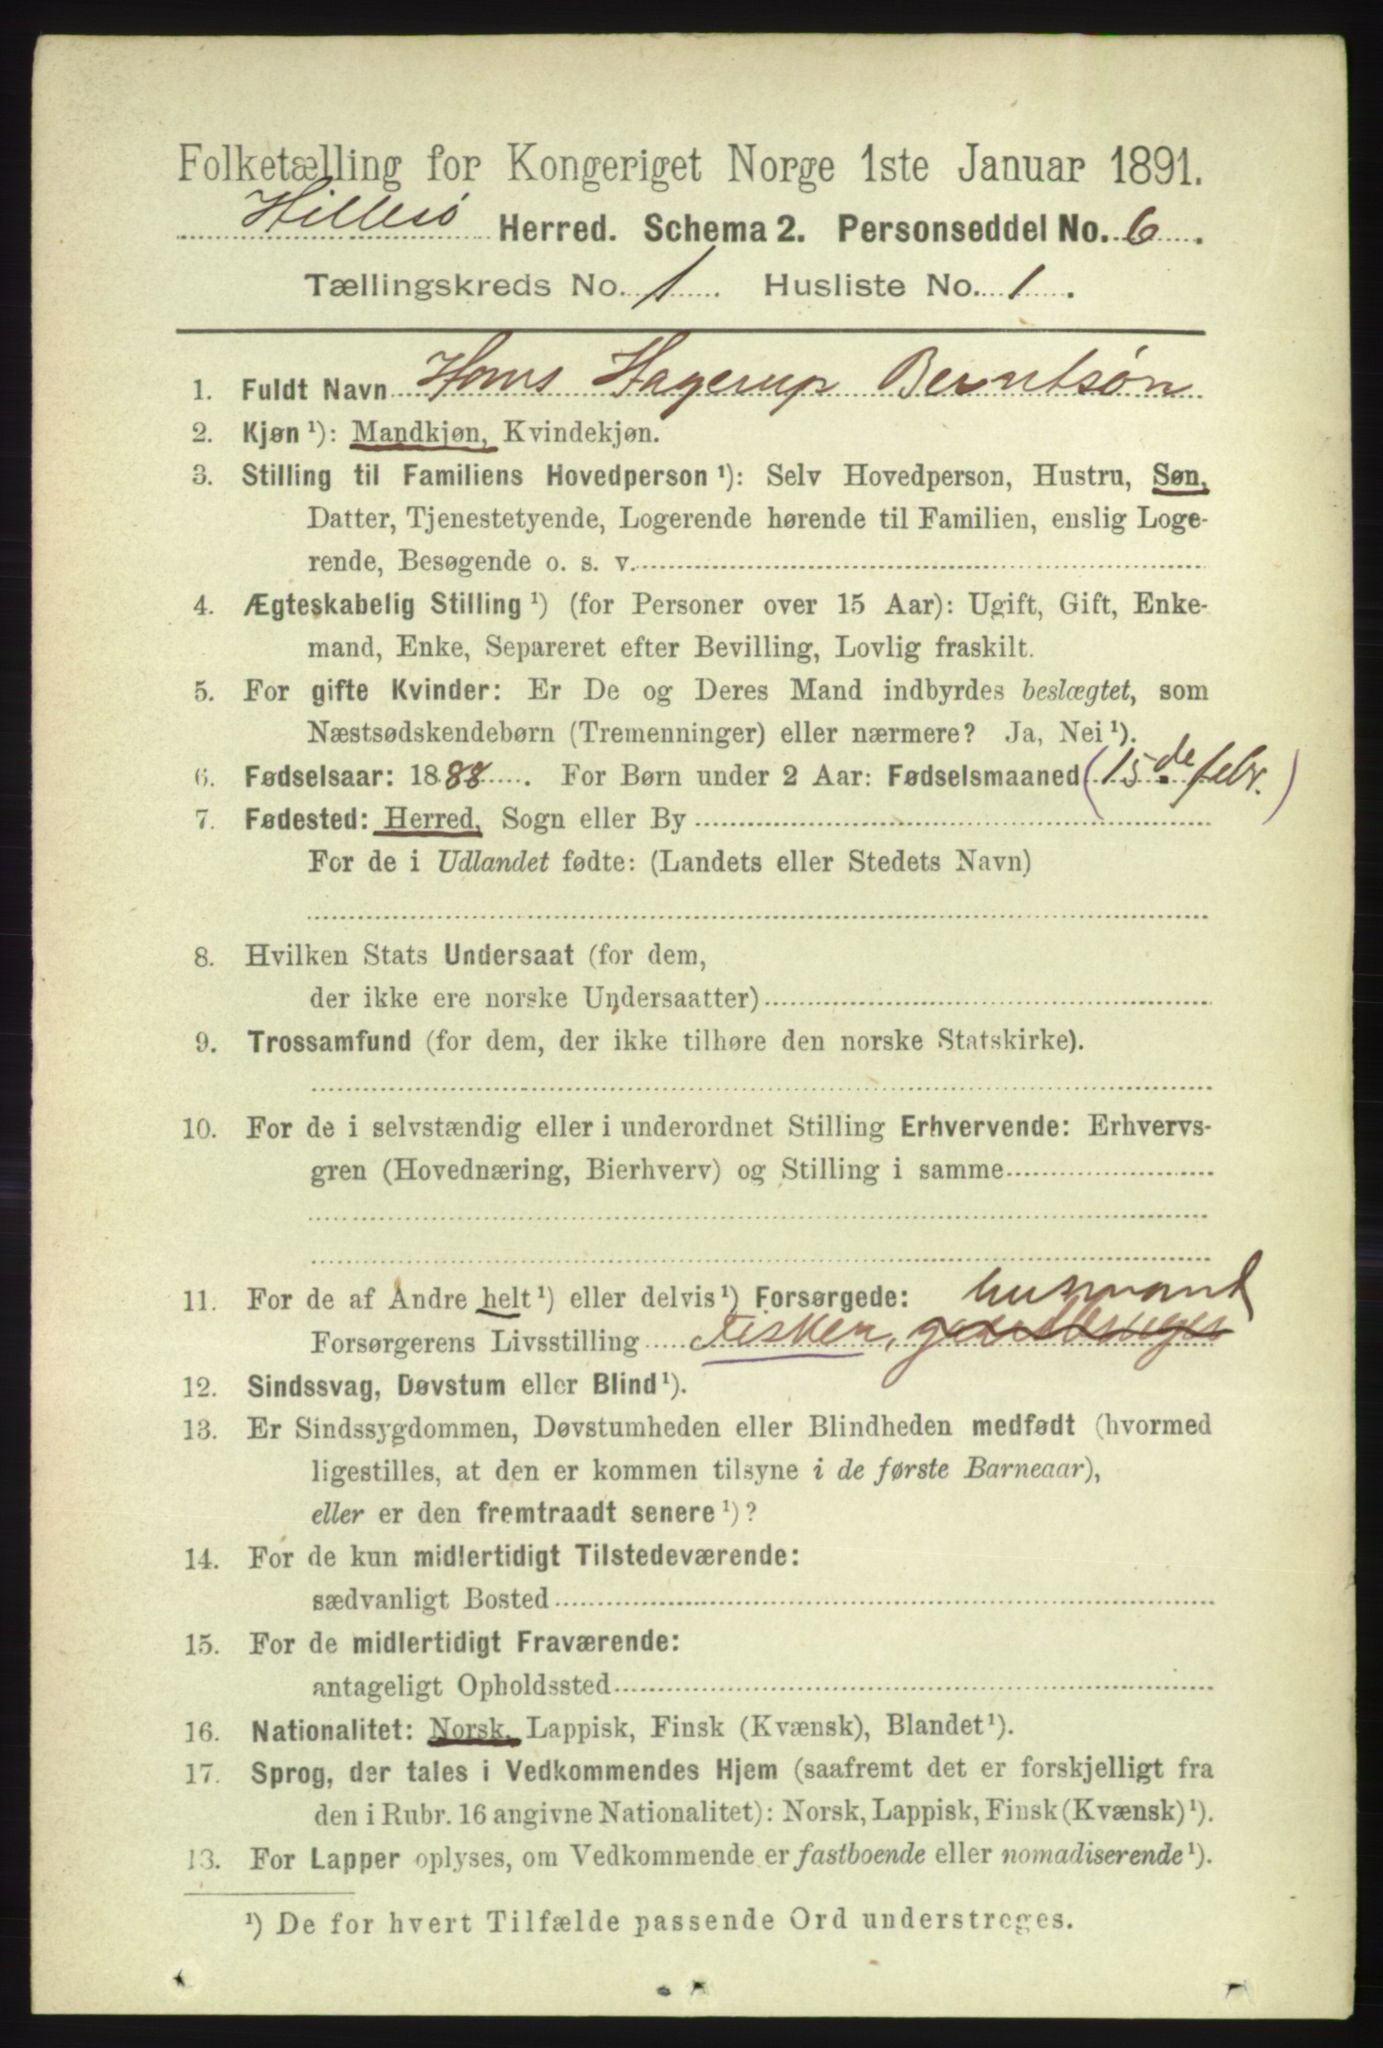 Folketælling for Kongeriget Norge 1ste Januar 1891.
Hillesø Herred. Schema 2. Personseddel No. 6.
Tællingskreds No. 1 Husliste No. 1.
1. Fuldt Navn Hans Hagerup Berntsøn
2. Kjøn ¹): Mandkjøn, Kvindekjøn.
3. Stilling til Familiens Hovedperson ¹): Selv Hovedperson, Hustru, Søn,
Datter, Tjenestetyende, Logerende hørende til Familien, enslig Loge-
rende, Besøgende o. s. v.
4. Ægteskabelig Stilling ¹) (for Personer over 15 Aar): Ugift, Gift, Enke-
mand, Enke, Separeret efter Bevilling, Lovlig fraskilt.
5. For gifte Kvinder: Er De og Deres Mand indbyrdes beslægtet, som
Næstsødskendebørn (Tremenninger) eller nærmere? Ja, Nei ¹).
6. Fødselsaar: 1888. For Børn under 2 Aar: Fødselsmaaned (15de febr.)
7. Fødested: Herred, Sogn eller By
For de i Udlandet fødte: (Landets eller Stedets Navn)
8. Hvilken Stats Undersaat (for dem,
der ikke ere norske Undersaatter)
9. Trossamfund (for dem, der ikke tilhøre den norske Statskirke).
10. For de i selvstændig eller i underordnet Stilling Erhvervende: Erhvervs-
gren (Hovednæring, Bierhverv) og Stilling i samme
11. For de af Andre helt ¹) eller delvis ¹) Forsørgede: husmand
Forsørgerens Livsstilling Fisker, gaardbruger
12. Sindssvag, Døvstum eller Blind ¹).
13. Er Sindssygdommen, Døvstumheden eller Blindheden medfødt (hvormed
ligestilles, at den er kommen tilsyne i de første Barneaar),
eller er den fremtraadt senere ¹)?
14. For de kun midlertidigt Tilstedeværende:
sædvanligt Bosted
15. For de midlertidigt Fraværende:
antageligt Opholdssted
16. Nationalitet: Norsk, Lappisk, Finsk (Kvænsk), Blandet ¹).
17. Sprog, der tales i Vedkommendes Hjem (saafremt det er forskjelligt fra
den i Rubr. 16 angivne Nationalitet): Norsk, Lappisk, Finsk (Kvænsk) ¹).
13. For Lapper oplyses, om Vedkommende er fastboende eller nomadiserende ¹).
¹) De for hvert Tilfælde passende Ord understreges.